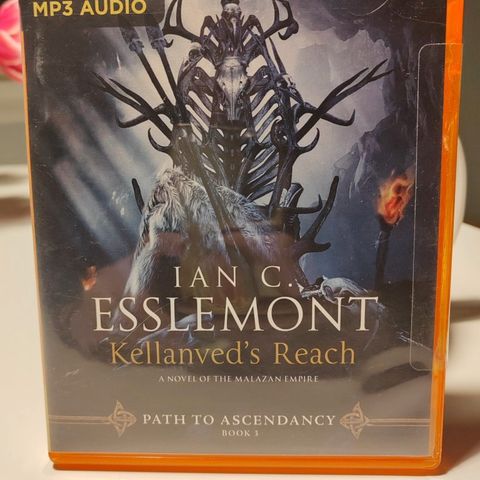 MP3 AUDIO
IAN C.
ESSLEMONT
Kellanved's Reach
A NOVEL OF THE MALAZAN EMPIRE
PATH TO ASCENDANCY
BOOK 3